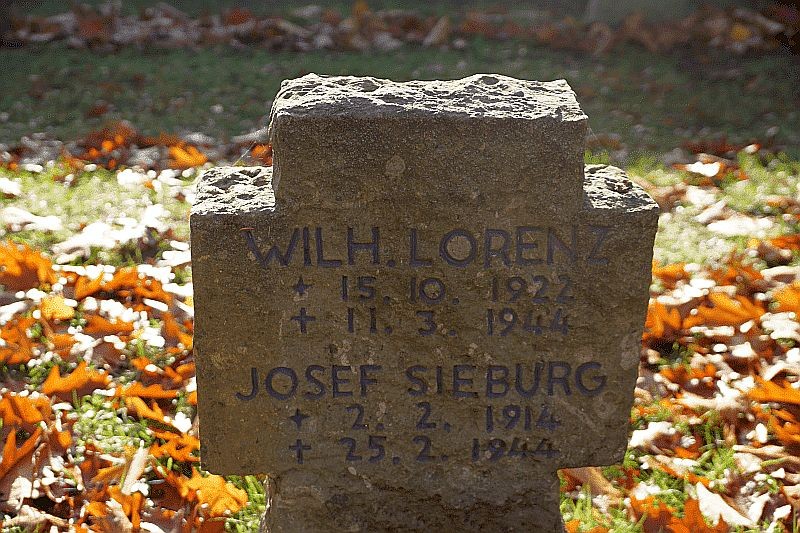 WILH. LORENZ
* 15. 10. 1922
+ 11. 3. 1944
JOSEF SIEBURG
* 2. 2. 1914
+ 25. 2. 1944